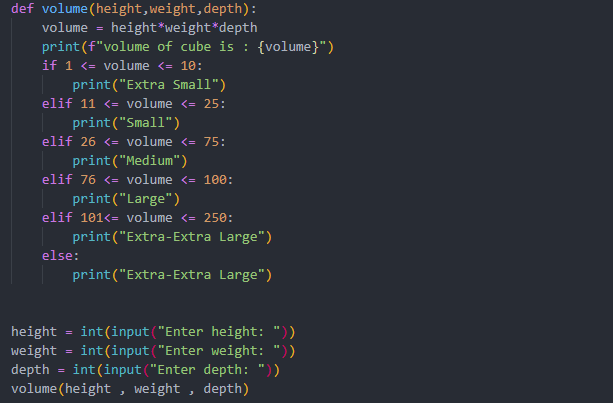 def volume(height,weight,depth):
    volume = height*weight*depth
    print(f"volume of cube is : {volume}")
    if 1 <= volume <= 10:
        print("Extra Small")
    elif 11 <= volume <= 25:
        print("Small")
    elif 26 <= volume <= 75:
        print("Medium")
    elif 76 <= volume <= 100:
        print("Large")
    elif 101<= volume <= 250:
        print("Extra-Extra Large")
    else:
        print("Extra-Extra Large")
height = int(input("Enter height: "))
weight = int(input("Enter weight: "))
depth = int(input("Enter depth: "))
volume(height , weight , depth)